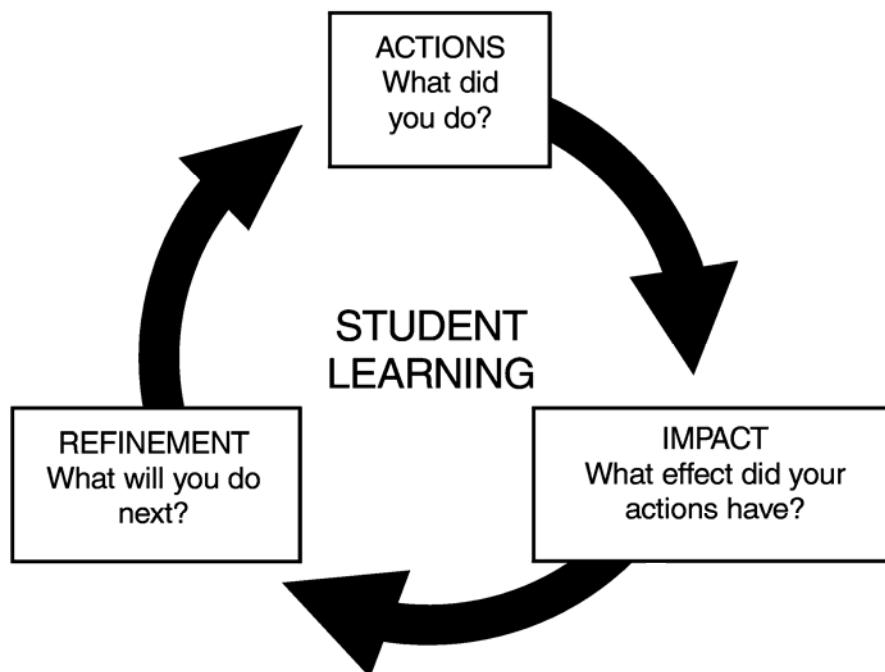 ACTIONS
What did
you do?
STUDENT
LEARNING
REFINEMENT
What will you do
next?
IMPACT
What effect did your
actions have?